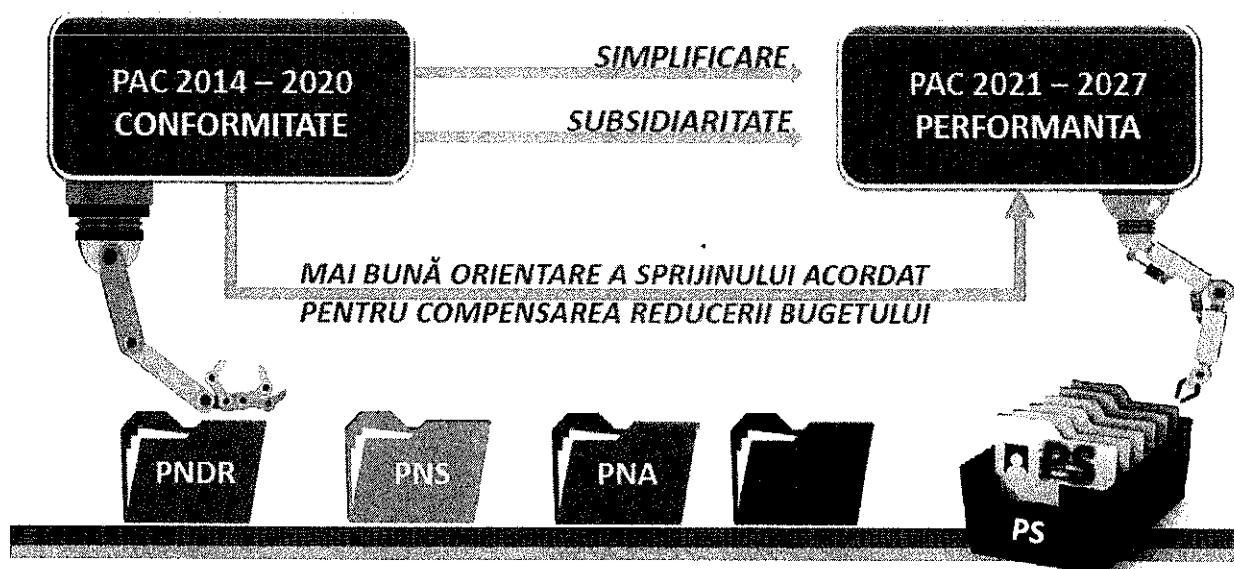 PAC 2014 – 2020
CONFORMITATE
SIMPLIFICARE
SUBSIDIARITATE
PAC 2021 – 2027
PERFORMANTA
MAI BUNĂ ORIENTARE A SPRIJINULUI ACORDAT
PENTRU COMPENSAREA REDUCERII BUGETULUI
PNDR
PNS
PNA
PS
PS